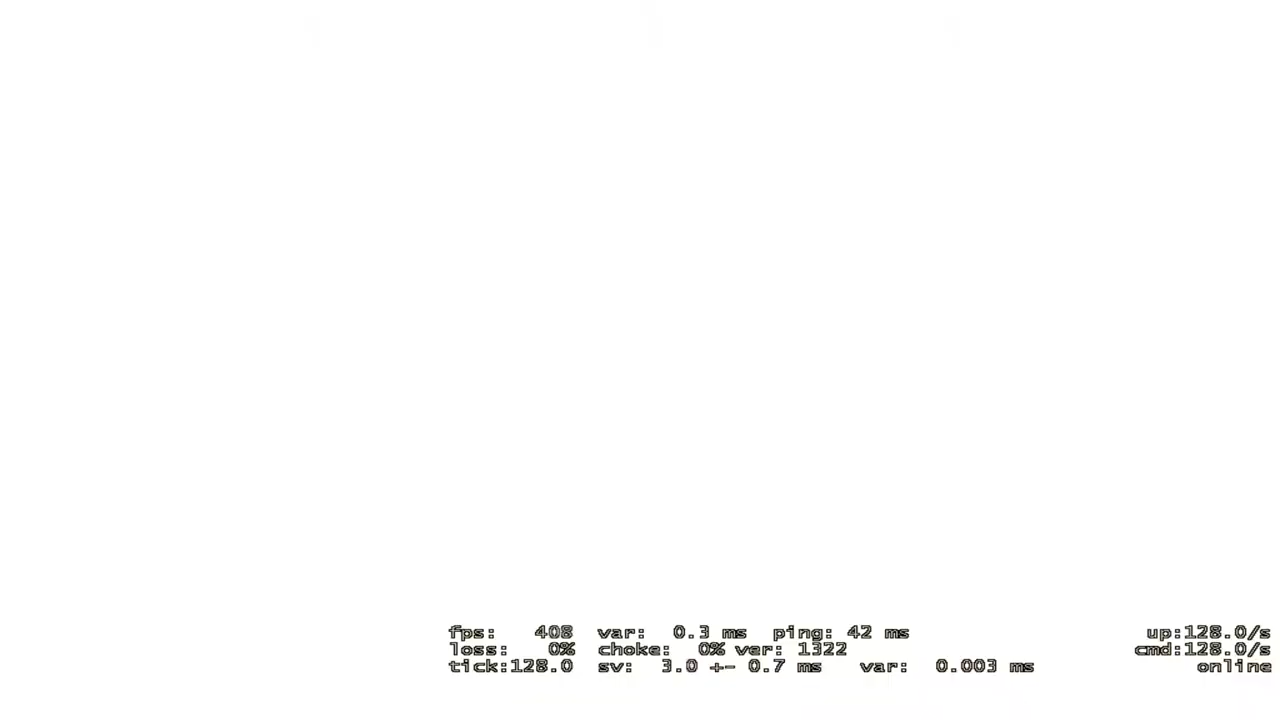 fps: 408 var: 0.3 ms ping: 42 ms up:128.0/s
loss: 0% choke: 0% ver: 1322 cmd:128.0/s
tick:128.0 sv: 3.0 +- 0.7 ms var: 0.003 ms online